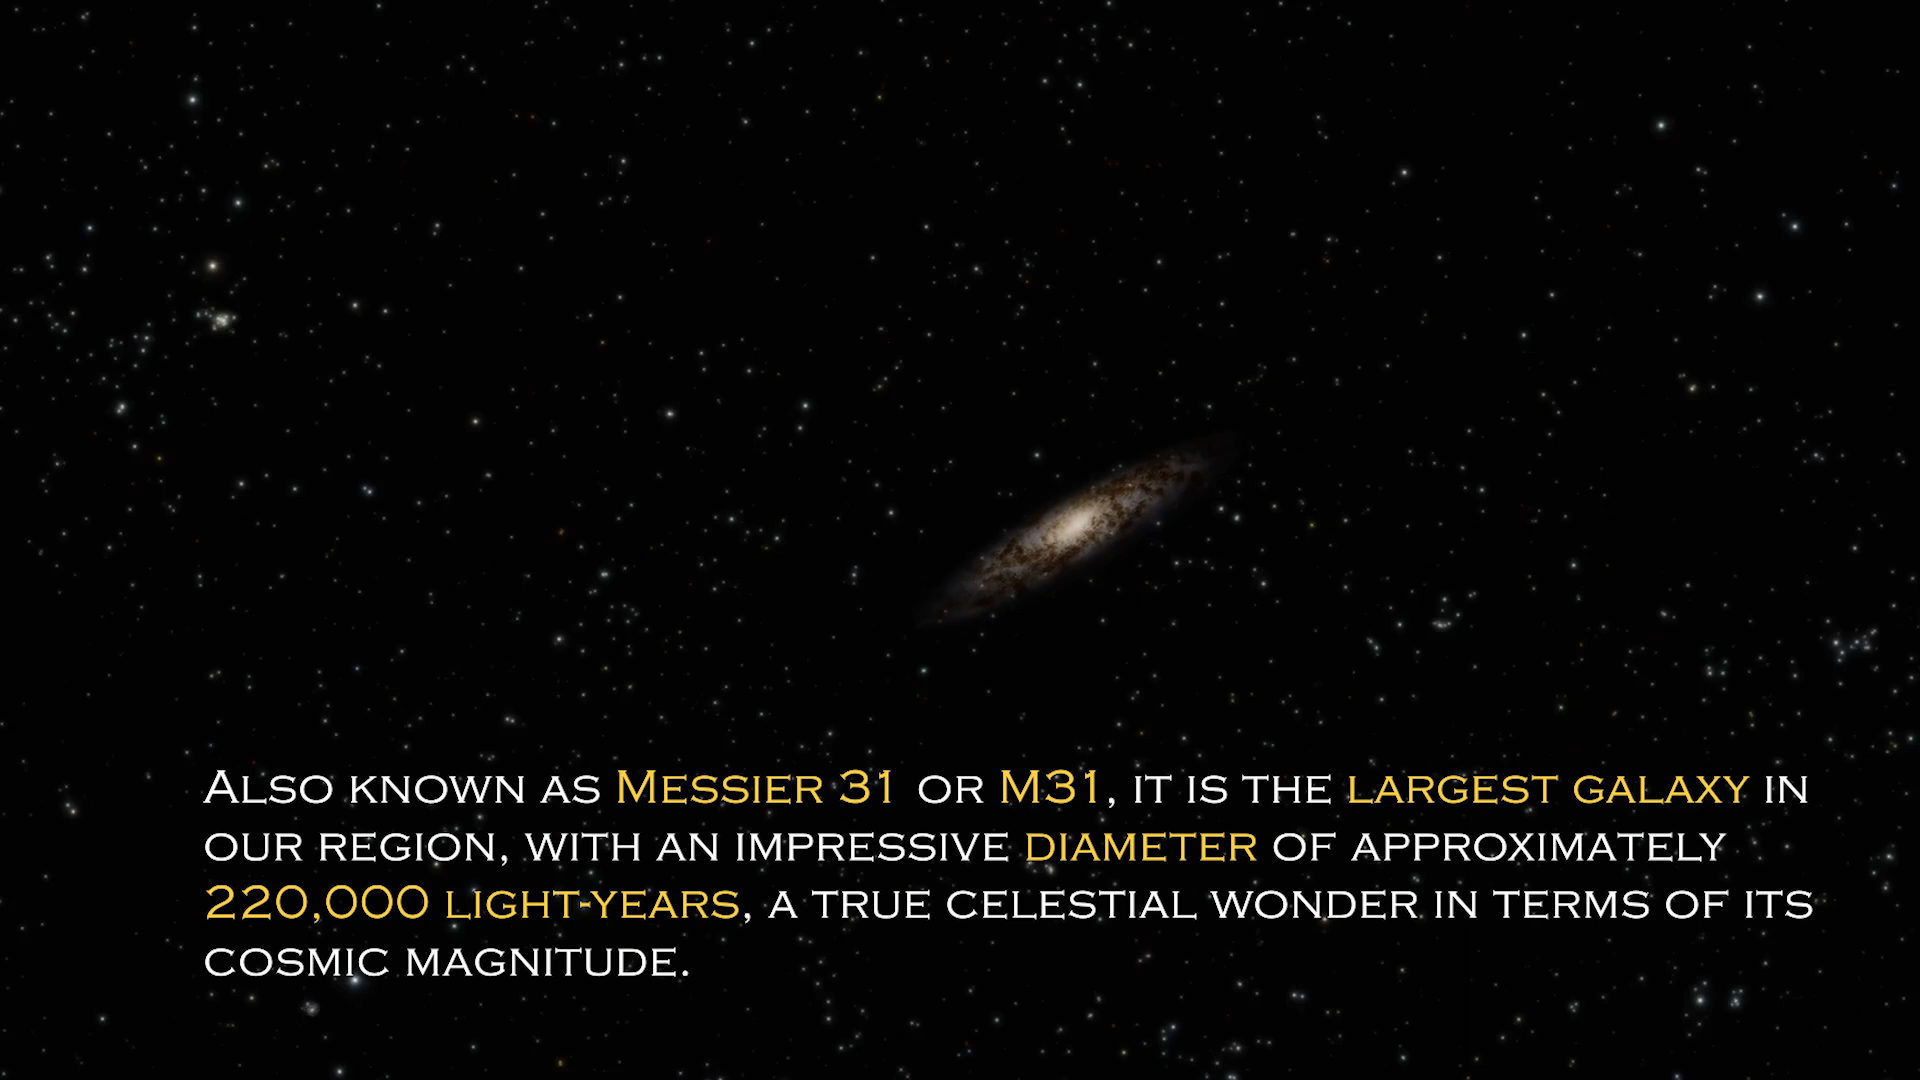 Also known as Messier 31 or M31, it is the largest galaxy in
our region, with an impressive diameter of approximately
220,000 light-years, a true celestial wonder in terms of its
cosmic magnitude.